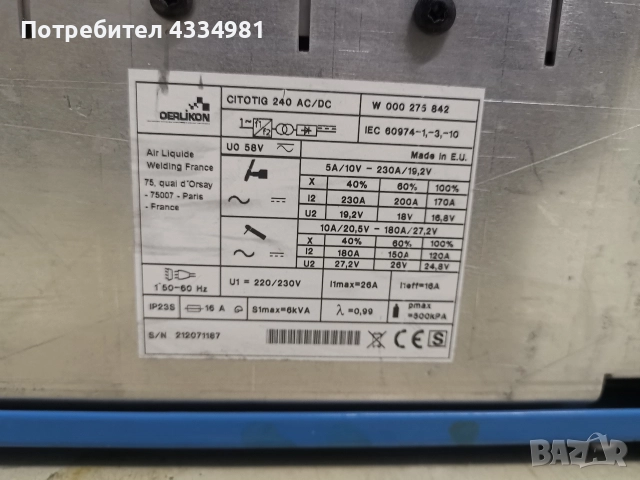 Потребител 4334981
OERLIKON
CITOTIG 240 AC/DC
W 000 275 842
1~ f1 f2
IEC 60974-1,-3,-10
Air Liquide
Welding France
75, quai d'Orsay
- 75007 - Paris
- France
U0 58V
Made in E.U.
5A/10V - 230A/19,2V
X 40% 60% 100%
I2 230A 200A 170A
U2 19,2V 18V 16,8V
10A/20,5V - 180A/27,2V
X 40% 60% 100%
I2 180A 150A 120A
U2 27,2V 26V 24,8V
1~50-60 Hz
U1 = 220/230V
I1max=26A
I1eff=16A
IP23S
16 A
S1max=6kVA
λ =0,99
pmax
=500kPA
S/N 212071167
CE S
BAZAR